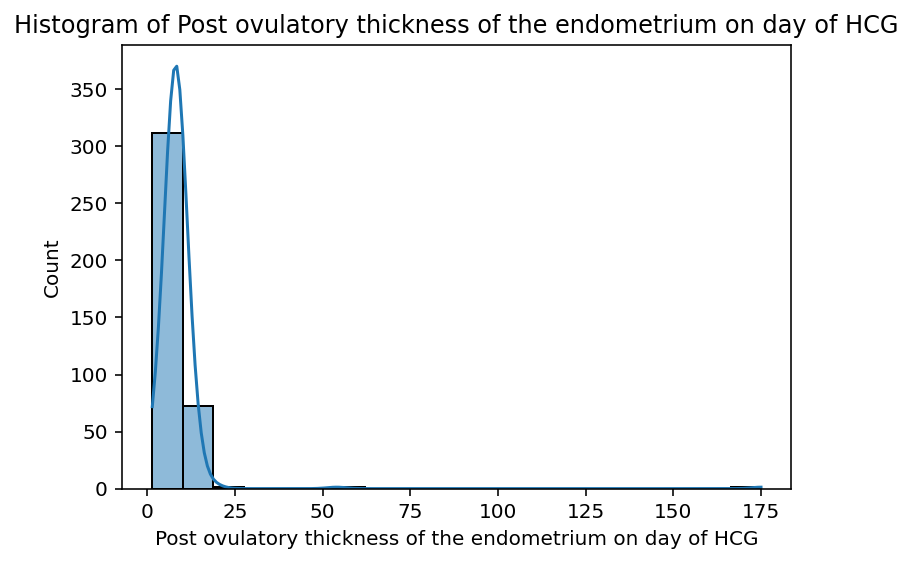 Histogram of Post ovulatory thickness of the endometrium on day of HCG
350
300
250
200
150
100
50
0
Count
0 25 50 75 100 125 150 175
Post ovulatory thickness of the endometrium on day of HCG